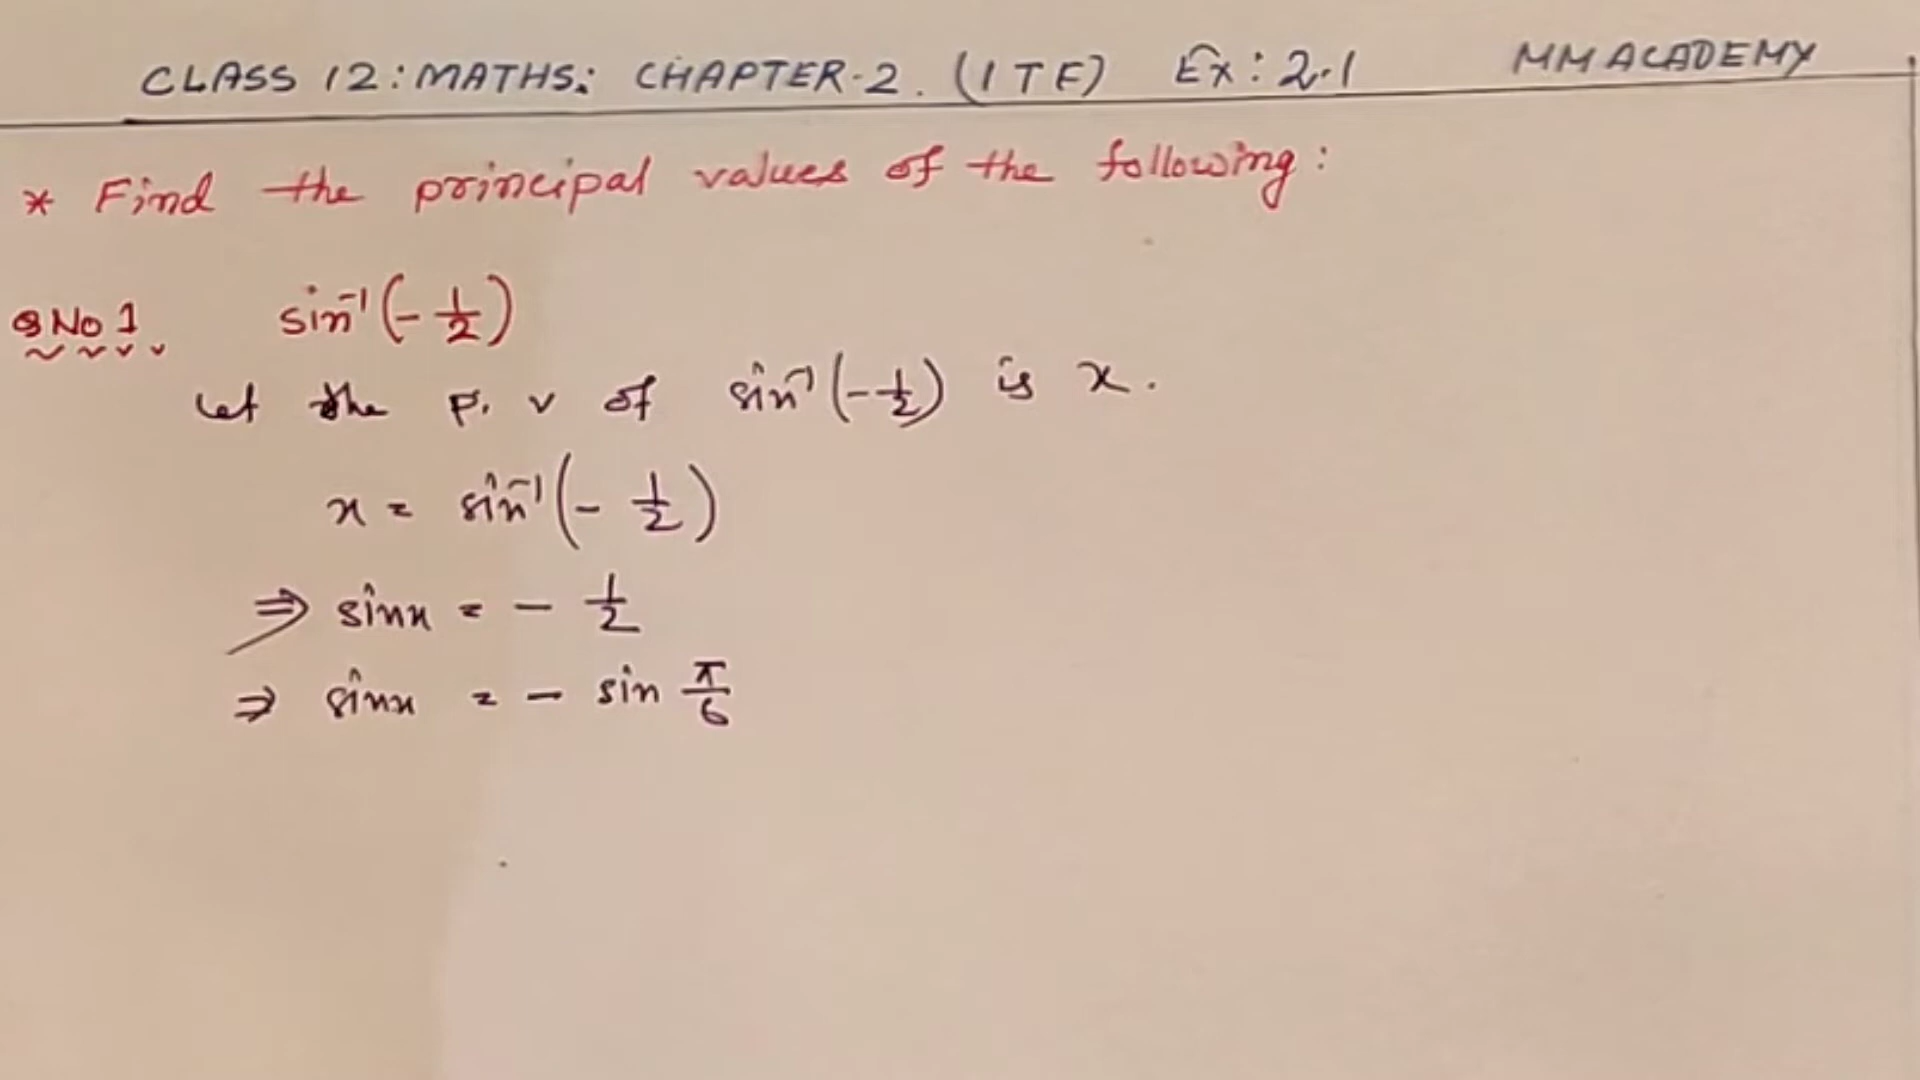 CLASS 12: MATHS: CHAPTER-2. (ITF) Ex: 2.1 MM ACADEMY
* Find the principal values of the following:
Q No 1. sin⁻¹(-1/2)
Let the p. v of sin⁻¹(-1/2) is x.
x = sin⁻¹(-1/2)
⇒ sinx = - 1/2
⇒ sinx = - sin π/6